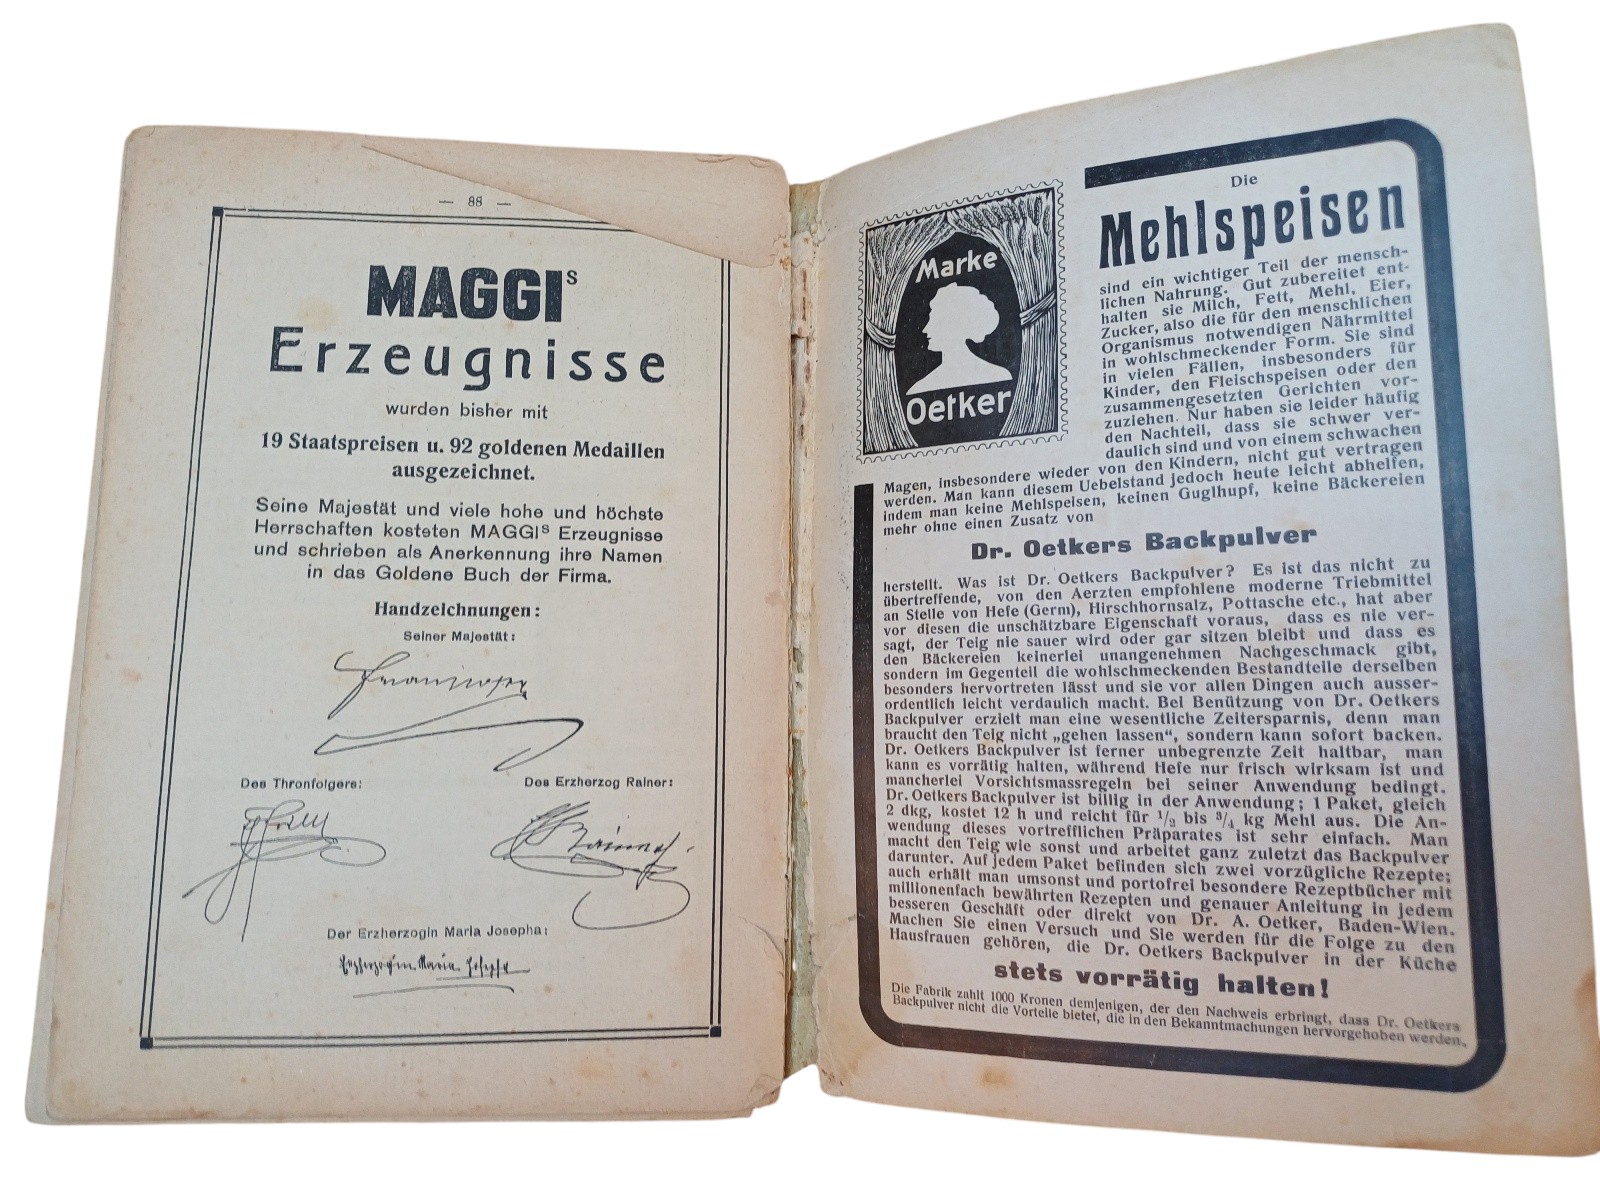 — 88 —
MAGGIs
Erzeugnisse
wurden bisher mit
19 Staatspreisen u. 92 goldenen Medaillen
ausgezeichnet.
Seine Majestät und viele hohe und höchste
Herrschaften kosteten MAGGIs Erzeugnisse
und schrieben als Anerkennung ihre Namen
in das Goldene Buch der Firma.
Handzeichnungen:
Seiner Majestät:
Des Thronfolgers:
Des Erzherzog Rainer:
Rainer
Der Erzherzogin Maria Josepha:
Erzherzogin Maria Josepha
Marke
Oetker
Die
Mehlspeisen
sind ein wichtiger Teil der mensch-
lichen Nahrung. Gut zubereitet ent-
halten sie Milch, Fett, Mehl, Eier,
Zucker, also die für den menschlichen
Organismus notwendigen Nährmittel
in wohlschmeckender Form. Sie sind
in vielen Fällen, insbesonders für
Kinder, den Fleischspeisen oder den
zusammengesetzten Gerichten vor-
zuziehen. Nur haben sie leider häufig
den Nachteil, dass sie schwer ver-
daulich sind und von einem schwachen
Magen, insbesondere wieder von den Kindern, nicht gut vertragen
werden. Man kann diesem Uebelstand jedoch heute leicht abhelfen,
indem man keine Mehlspeisen, keinen Guglhupf, keine Bäckereien
mehr ohne einen Zusatz von
Dr. Oetkers Backpulver
herstellt. Was ist Dr. Oetkers Backpulver? Es ist das nicht zu
übertreffende, von den Aerzten empfohlene moderne Triebmittel
an Stelle von Hefe (Germ), Hirschhornsalz, Pottasche etc., hat aber
vor diesen die unschätzbare Eigenschaft voraus, dass es nie ver-
sagt, der Teig nie sauer wird oder gar sitzen bleibt und dass es
den Bäckereien keinerlei unangenehmen Nachgeschmack gibt,
sondern im Gegenteil die wohlschmeckenden Bestandteile derselben
besonders hervortreten lässt und sie vor allen Dingen auch ausser-
ordentlich leicht verdaulich macht. Bei Benützung von Dr. Oetkers
Backpulver erzielt man eine wesentliche Zeitersparnis, denn man
braucht den Teig nicht „gehen lassen“, sondern kann sofort backen.
Dr. Oetkers Backpulver ist ferner unbegrenzte Zeit haltbar, man
kann es vorrätig halten, während Hefe nur frisch wirksam ist und
mancherlei Vorsichtsmassregeln bei seiner Anwendung bedingt.
Dr. Oetkers Backpulver ist billig in der Anwendung; 1 Paket, gleich
2 dkg, kostet 12 h und reicht für 1/2 bis 3/4 kg Mehl aus. Die An-
wendung dieses vortrefflichen Präparates ist sehr einfach. Man
macht den Teig wie sonst und arbeitet ganz zuletzt das Backpulver
darunter. Auf jedem Paket befinden sich zwei vorzügliche Rezepte;
auch erhält man umsonst und portofrei besondere Rezeptbücher mit
millionenfach bewährten Rezepten und genauer Anleitung in jedem
besseren Geschäft oder direkt von Dr. A. Oetker, Baden-Wien.
Machen Sie einen Versuch und Sie werden für die Folge zu den
Hausfrauen gehören, die Dr. Oetkers Backpulver in der Küche
stets vorrätig halten!
Die Fabrik zahlt 1000 Kronen demjenigen, der den Nachweis erbringt, dass Dr. Oetkers
Backpulver nicht die Vorteile bietet, die in den Bekanntmachungen hervorgehoben werden.